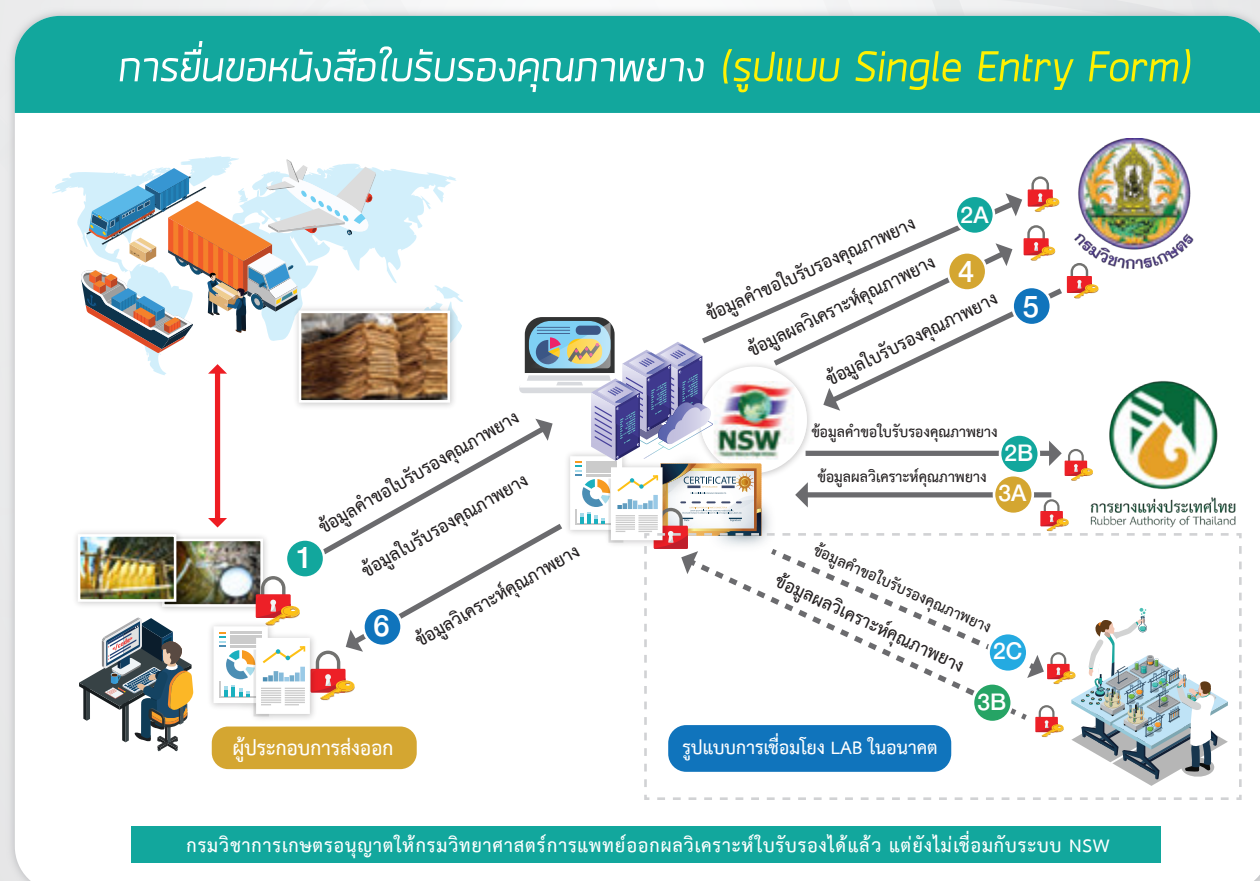 การยื่นขอหนังสือใบรับรองคุณภาพยาง (รูปแบบ Single Entry Form)
2A
ข้อมูลคำขอใบรับรองคุณภาพยาง
4
ข้อมูลผลวิเคราะห์คุณภาพยาง
5
ข้อมูลใบรับรองคุณภาพยาง
กรมวิชาการเกษตร
NSW
ข้อมูลคำขอใบรับรองคุณภาพยาง
2B
ข้อมูลผลวิเคราะห์คุณภาพยาง
3A
การยางแห่งประเทศไทย
Rubber Authority of Thailand
CERTIFICATE
1
ข้อมูลคำขอใบรับรองคุณภาพยาง
ข้อมูลใบรับรองคุณภาพยาง
6
ข้อมูลวิเคราะห์คุณภาพยาง
ข้อมูลคำขอใบรับรองคุณภาพยาง
2C
ข้อมูลผลวิเคราะห์คุณภาพยาง
3B
ผู้ประกอบการส่งออก
รูปแบบการเชื่อมโยง LAB ในอนาคต
กรมวิชาการเกษตรอนุญาตให้กรมวิทยาศาสตร์การแพทย์ออกผลวิเคราะห์ใบรับรองได้แล้ว แต่ยังไม่เชื่อมกับระบบ NSW